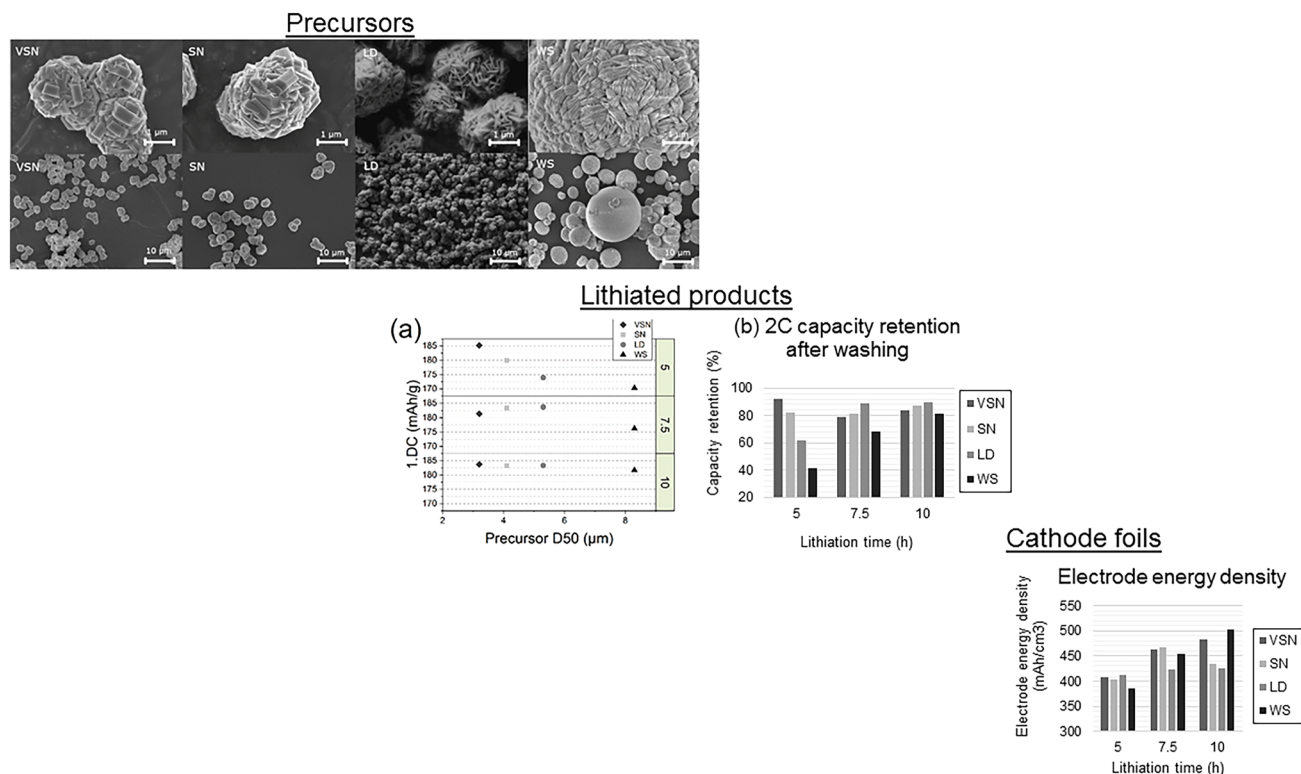 Precursors
VSN
SN
LD
WS
1 µm
1 µm
1 µm
1 µm
VSN
SN
LD
WS
10 µm
10 µm
10 µm
10 µm
Lithiated products
(a)
VSN
SN
LD
WS
1.DC (mAh/g)
185
180
175
170
5
185
180
175
170
7.5
185
180
175
170
10
2
4
6
8
Precursor D50 (µm)
(b) 2C capacity retention
after washing
Capacity retention (%)
100
80
60
40
20
5
7.5
10
Lithiation time (h)
VSN
SN
LD
WS
Cathode foils
Electrode energy density
Electrode energy density
(mAh/cm3)
550
500
450
400
350
300
5
7.5
10
Lithiation time (h)
VSN
SN
LD
WS